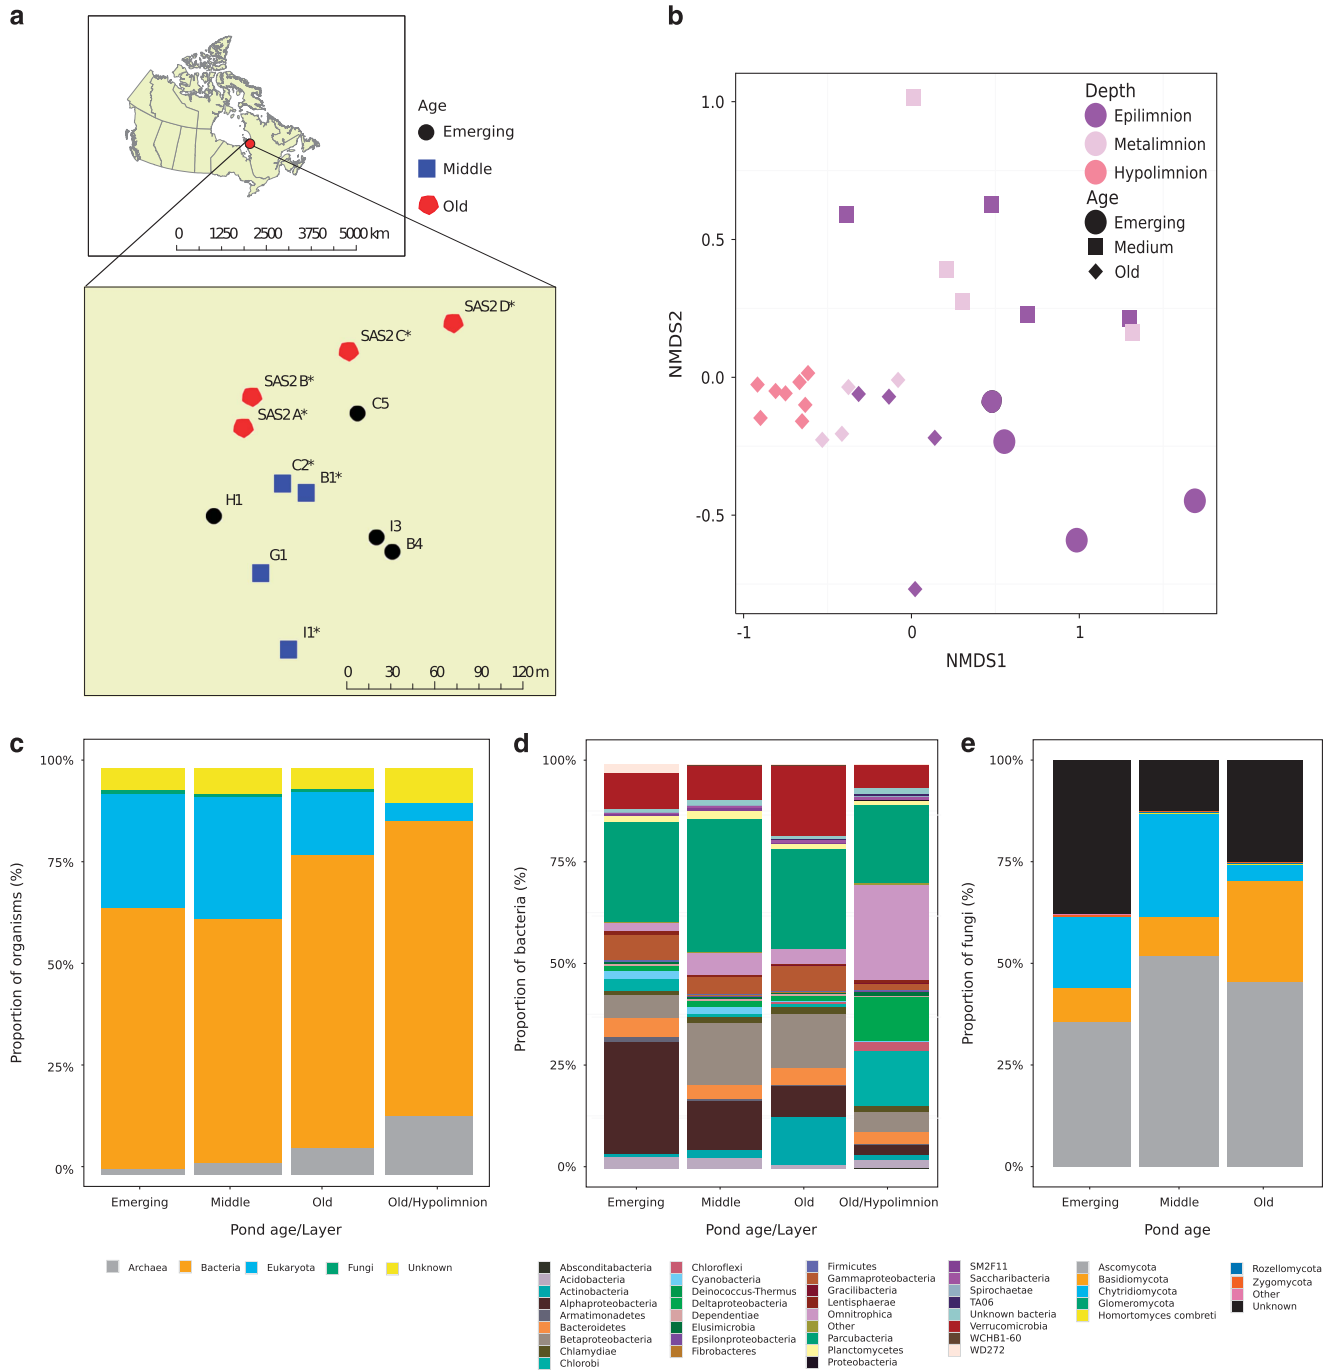 a
Age
Emerging
Middle
Old
0 1250 2500 3750 5000 km
SAS2 D*
SAS2 C*
SAS2 B*
SAS2 A*
C5
C2*
B1*
H1
I3
B4
G1
I1*
0 30 60 90 120 m
b
Depth
Epilimnion
Metalimnion
Hypolimnion
Age
Emerging
Medium
Old
1.0
0.5
0.0
-0.5
NMDS2
-1 0 1
NMDS1
c
100%
75%
50%
25%
0%
Proportion of organisms (%)
Emerging Middle Old Old/Hypolimnion
Pond age/Layer
Archaea Bacteria Eukaryota Fungi Unknown
d
100%
75%
50%
25%
0%
Proportion of bacteria (%)
Emerging Middle Old Old/Hypolimnion
Pond age/Layer
Absconditabacteria
Acidobacteria
Actinobacteria
Alphaproteobacteria
Armatimonadetes
Bacteroidetes
Betaproteobacteria
Chlamydiae
Chlorobi
Chloroflexi
Cyanobacteria
Deinococcus-Thermus
Deltaproteobacteria
Dependentiae
Elusimicrobia
Epsilonproteobacteria
Fibrobacteres
Firmicutes
Gammaproteobacteria
Gracilibacteria
Lentisphaerae
Omnitrophica
Other
Parcubacteria
Planctomycetes
Proteobacteria
SM2F11
Saccharibacteria
Spirochaetae
TA06
Unknown bacteria
Verrucomicrobia
WCHB1-60
WD272
e
100%
75%
50%
25%
0%
Proportion of fungi (%)
Emerging Middle Old
Pond age
Ascomycota
Basidiomycota
Chytridiomycota
Glomeromycota
Hortomyces combreti
Rozellomycota
Zygomycota
Other
Unknown